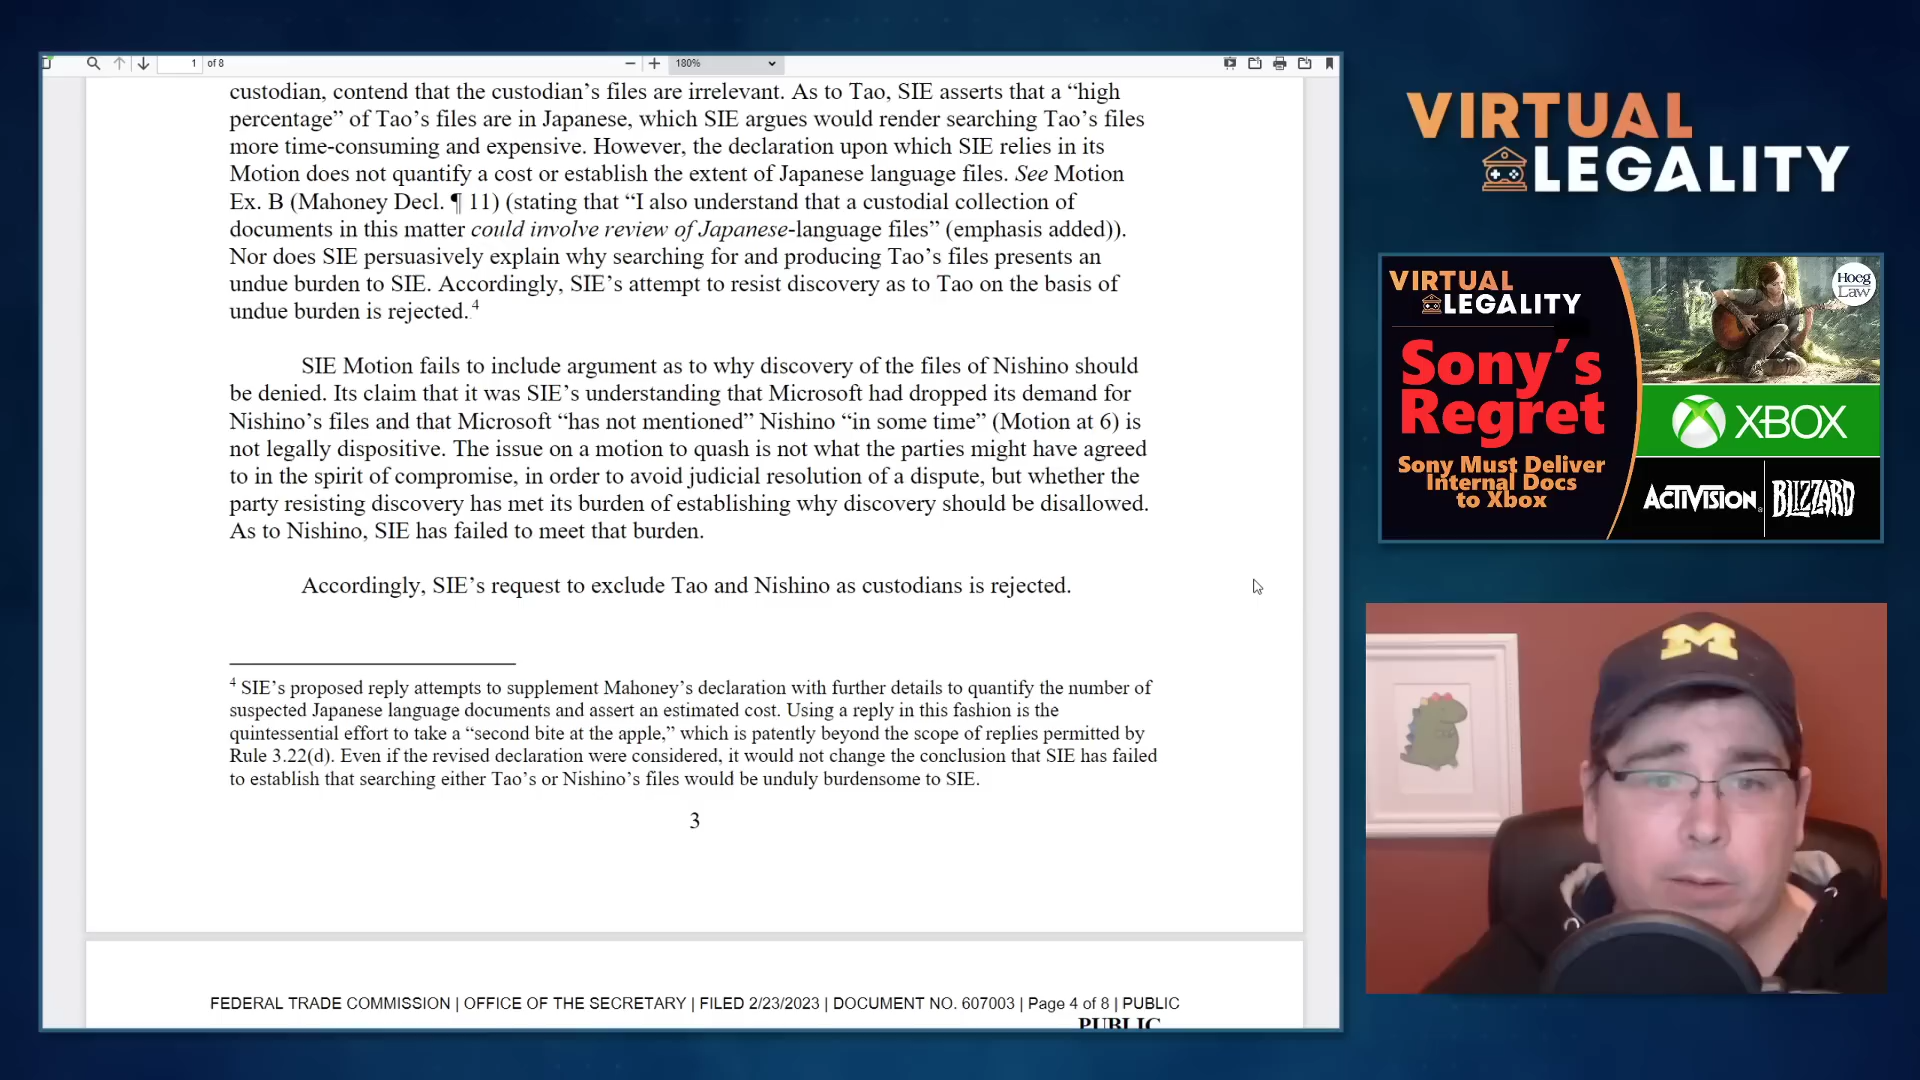 1 of 8
180%
custodian, contend that the custodian’s files are irrelevant. As to Tao, SIE asserts that a “high
percentage” of Tao’s files are in Japanese, which SIE argues would render searching Tao’s files
more time-consuming and expensive. However, the declaration upon which SIE relies in its
Motion does not quantify a cost or establish the extent of Japanese language files. See Motion
Ex. B (Mahoney Decl. ¶ 11) (stating that “I also understand that a custodial collection of
documents in this matter could involve review of Japanese-language files” (emphasis added)).
Nor does SIE persuasively explain why searching for and producing Tao’s files presents an
undue burden to SIE. Accordingly, SIE’s attempt to resist discovery as to Tao on the basis of
undue burden is rejected..4
SIE Motion fails to include argument as to why discovery of the files of Nishino should
be denied. Its claim that it was SIE’s understanding that Microsoft had dropped its demand for
Nishino’s files and that Microsoft “has not mentioned” Nishino “in some time” (Motion at 6) is
not legally dispositive. The issue on a motion to quash is not what the parties might have agreed
to in the spirit of compromise, in order to avoid judicial resolution of a dispute, but whether the
party resisting discovery has met its burden of establishing why discovery should be disallowed.
As to Nishino, SIE has failed to meet that burden.
Accordingly, SIE’s request to exclude Tao and Nishino as custodians is rejected.
4 SIE’s proposed reply attempts to supplement Mahoney’s declaration with further details to quantify the number of
suspected Japanese language documents and assert an estimated cost. Using a reply in this fashion is the
quintessential effort to take a “second bite at the apple,” which is patently beyond the scope of replies permitted by
Rule 3.22(d). Even if the revised declaration were considered, it would not change the conclusion that SIE has failed
to establish that searching either Tao’s or Nishino’s files would be unduly burdensome to SIE.
3
FEDERAL TRADE COMMISSION | OFFICE OF THE SECRETARY | FILED 2/23/2023 | DOCUMENT NO. 607003 | Page 4 of 8 | PUBLIC
PUBLIC
VIRTUAL
LEGALITY
VIRTUAL
LEGALITY
Hoeg
Law
Sony’s
Regret
Sony Must Deliver
Internal Docs
to Xbox
XBOX
ACTIVISION
BLIZZARD
M